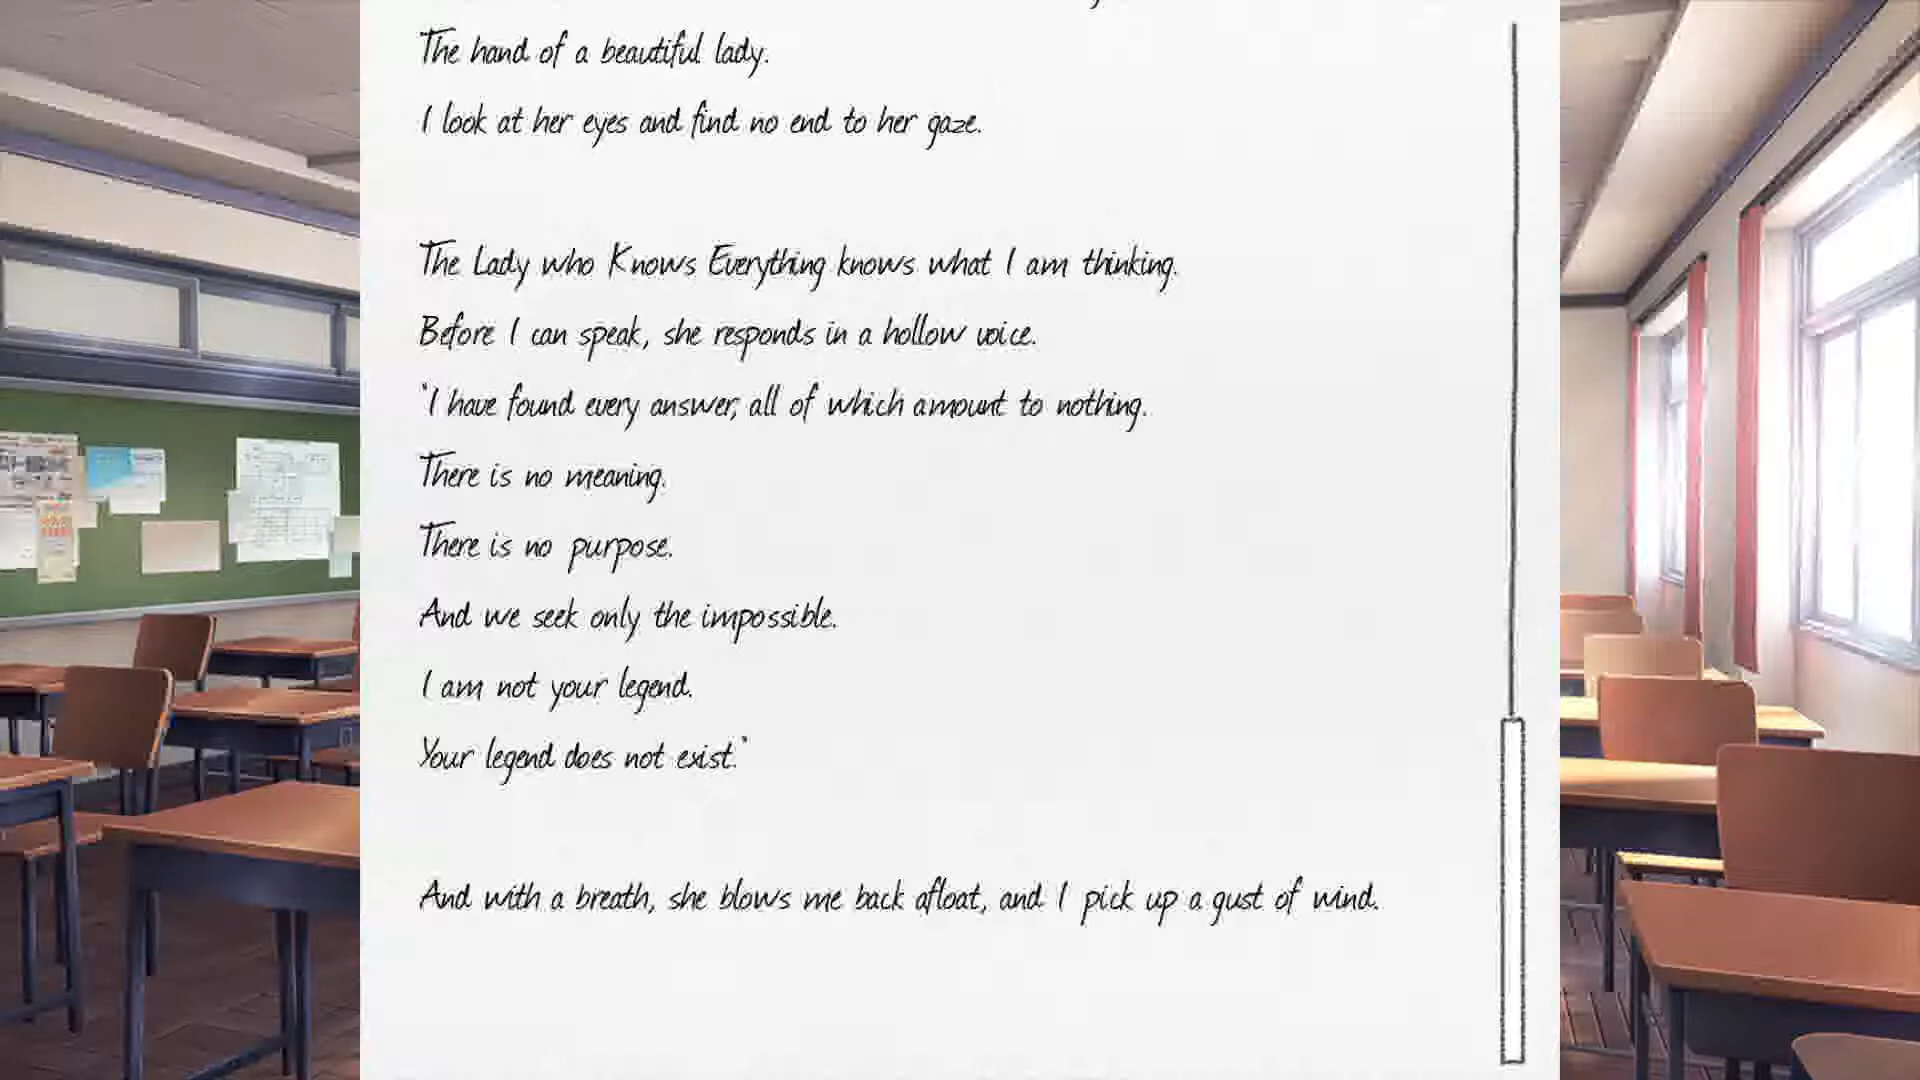 The hand of a beautiful lady.
I look at her eyes and find no end to her gaze.
The Lady who Knows Everything knows what I am thinking.
Before I can speak, she responds in a hollow voice.
"I have found every answer, all of which amount to nothing.
There is no meaning.
There is no purpose.
And we seek only the impossible.
I am not your legend.
Your legend does not exist."
And with a breath, she blows me back afloat, and I pick up a gust of wind.